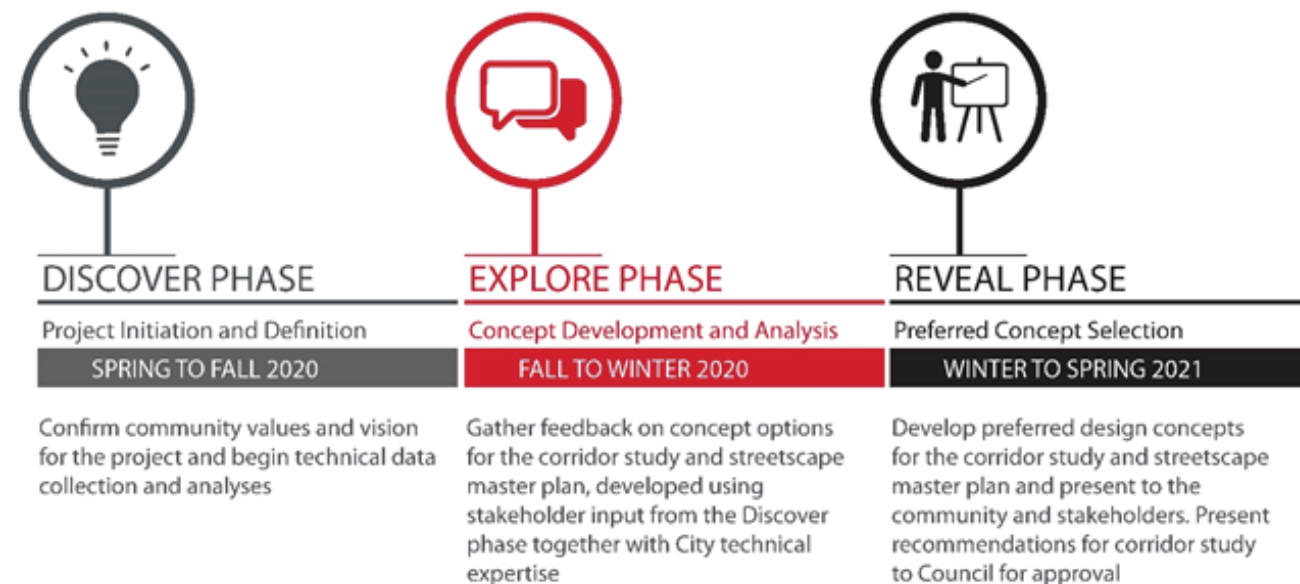 DISCOVER PHASE
Project Initiation and Definition
SPRING TO FALL 2020
Confirm community values and vision
for the project and begin technical data
collection and analyses
EXPLORE PHASE
Concept Development and Analysis
FALL TO WINTER 2020
Gather feedback on concept options
for the corridor study and streetscape
master plan, developed using
stakeholder input from the Discover
phase together with City technical
expertise
REVEAL PHASE
Preferred Concept Selection
WINTER TO SPRING 2021
Develop preferred design concepts
for the corridor study and streetscape
master plan and present to the
community and stakeholders. Present
recommendations for corridor study
to Council for approval